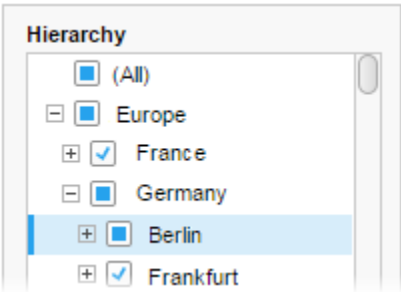 Hierarchy
(All)
Europe
France
Germany
Berlin
Frankfurt